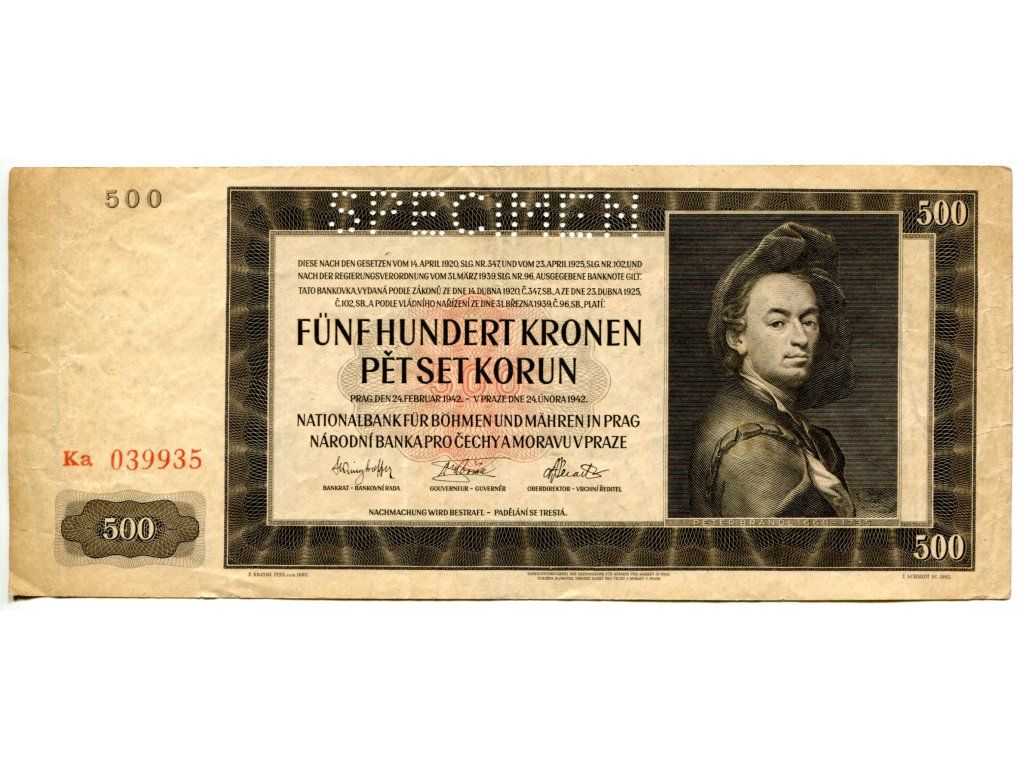 500
SPECIMEN
500
DIESE NACH DEN GESETZEN VOM 14. APRIL 1920, SLG. NR. 347, UND VOM 23. APRIL 1925, SLG. NR. 102, UND
NACH DER REGIERUNGSVERORDNUNG VOM 31. MÄRZ 1939, SLG. NR. 96, AUSGEGEBENE BANKNOTE GILT.
TATO BANKOVKA, VYDANÁ PODLE ZÁKONŮ ZE DNE 14. DUBNA 1920, Č. 347, SB., A ZE DNE 23. DUBNA 1925,
Č. 102, SB., A PODLE VLÁDNÍHO NAŘÍZENÍ ZE DNE 31. BŘEZNA 1939, Č. 96, SB., PLATÍ:
FÜNF HUNDERT KRONEN
PĚT SET KORUN
500
PRAG, DEN 24. FEBRUAR 1942. – V PRAZE DNE 24. ÚNORA 1942.
NATIONALBANK FÜR BÖHMEN UND MÄHREN IN PRAG
NÁRODNÍ BANKA PRO ČECHY A MORAVU V PRAZE
Ka 039935
BANKRAT – BANKOVNÍ RADA
GOUVERNEUR – GUVERNÉR
OBERDIREKTOR – VRCHNÍ ŘEDITEL
NACHMACHUNG WIRD BESTRAFT. – PADĚLÁNÍ SE TRESTÁ.
PETER BRANDL 1668–1735
500
500